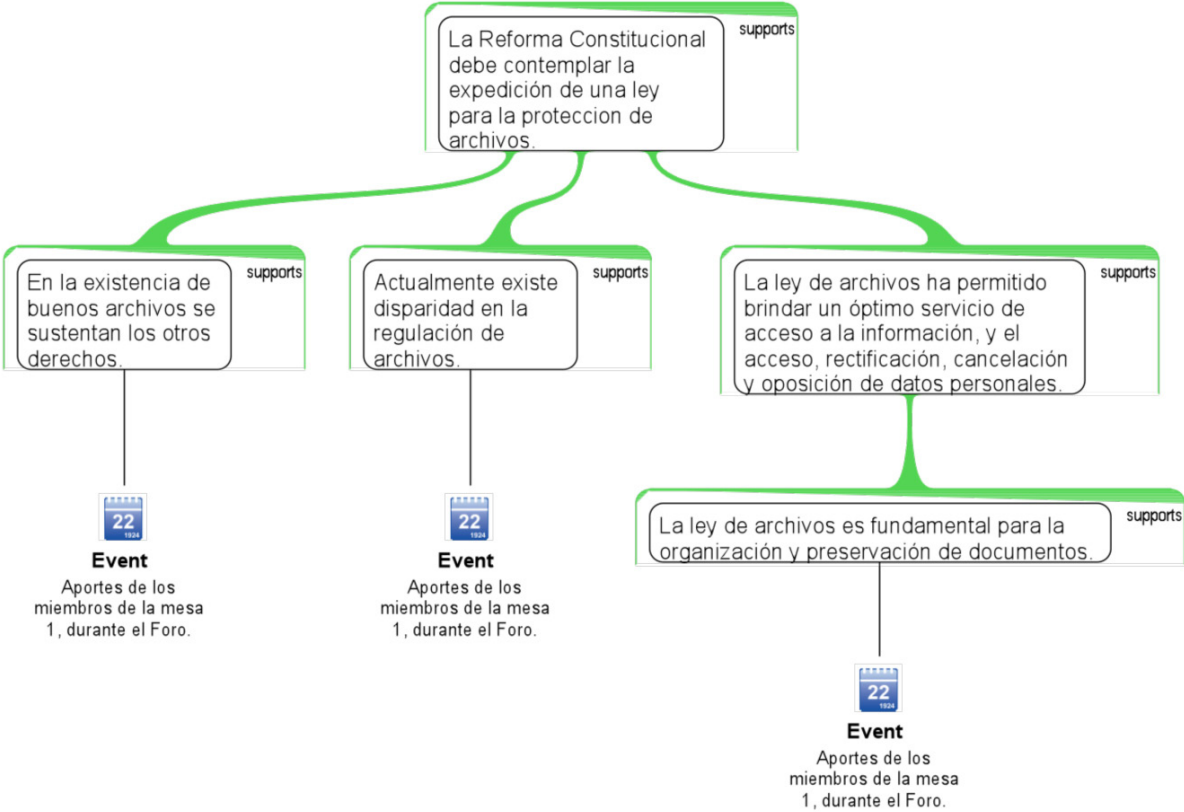 La Reforma Constitucional
debe contemplar la
expedición de una ley
para la proteccion de
archivos.
supports
En la existencia de
buenos archivos se
sustentan los otros
derechos.
supports
Actualmente existe
disparidad en la
regulación de
archivos.
supports
La ley de archivos ha permitido
brindar un óptimo servicio de
acceso a la información, y el
acceso, rectificación, cancelación
y oposición de datos personales.
supports
22
1924
Event
Aportes de los
miembros de la mesa
1, durante el Foro.
22
1924
Event
Aportes de los
miembros de la mesa
1, durante el Foro.
La ley de archivos es fundamental para la
organización y preservación de documentos.
supports
22
1924
Event
Aportes de los
miembros de la mesa
1, durante el Foro.